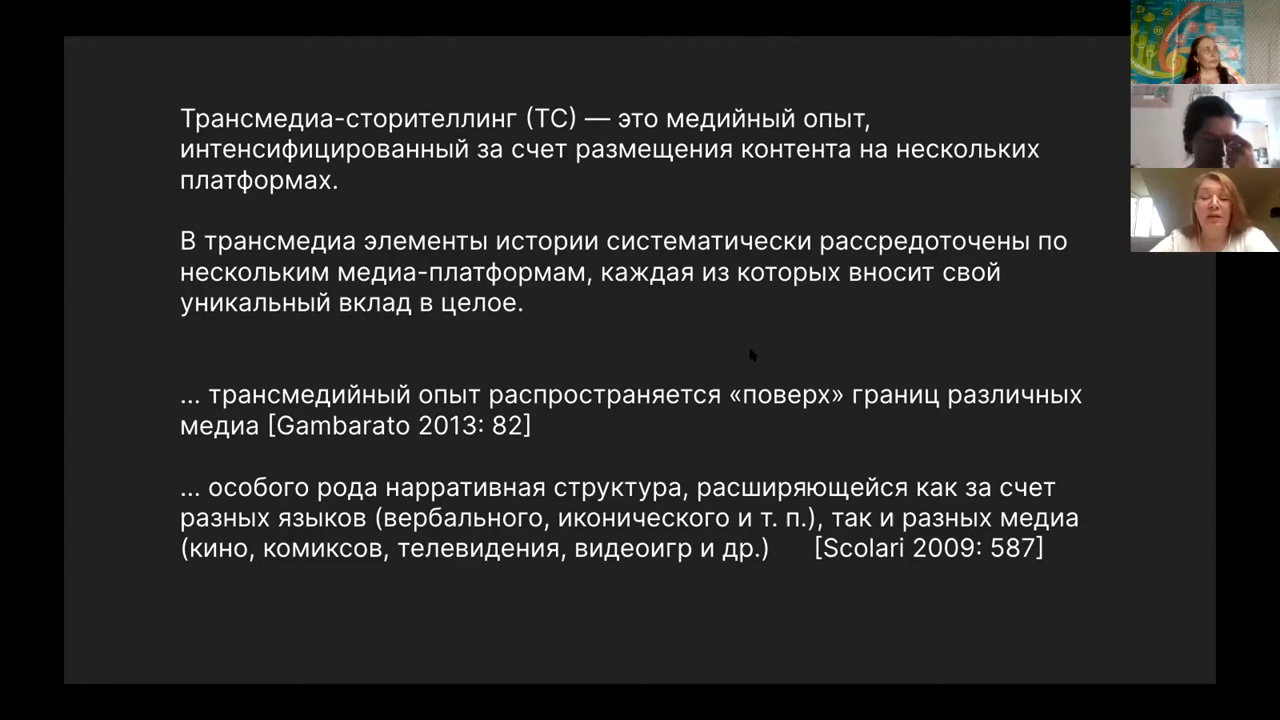 Трансмедиа-сторителлинг (ТС) — это медийный опыт,
интенсифицированный за счет размещения контента на нескольких
платформах.
В трансмедиа элементы истории систематически рассредоточены по
нескольким медиа-платформам, каждая из которых вносит свой
уникальный вклад в целое.
... трансмедийный опыт распространяется «поверх» границ различных
медиа [Gambarato 2013: 82]
... особого рода нарративная структура, расширяющейся как за счет
разных языков (вербального, иконического и т. п.), так и разных медиа
(кино, комиксов, телевидения, видеоигр и др.) [Scolari 2009: 587]